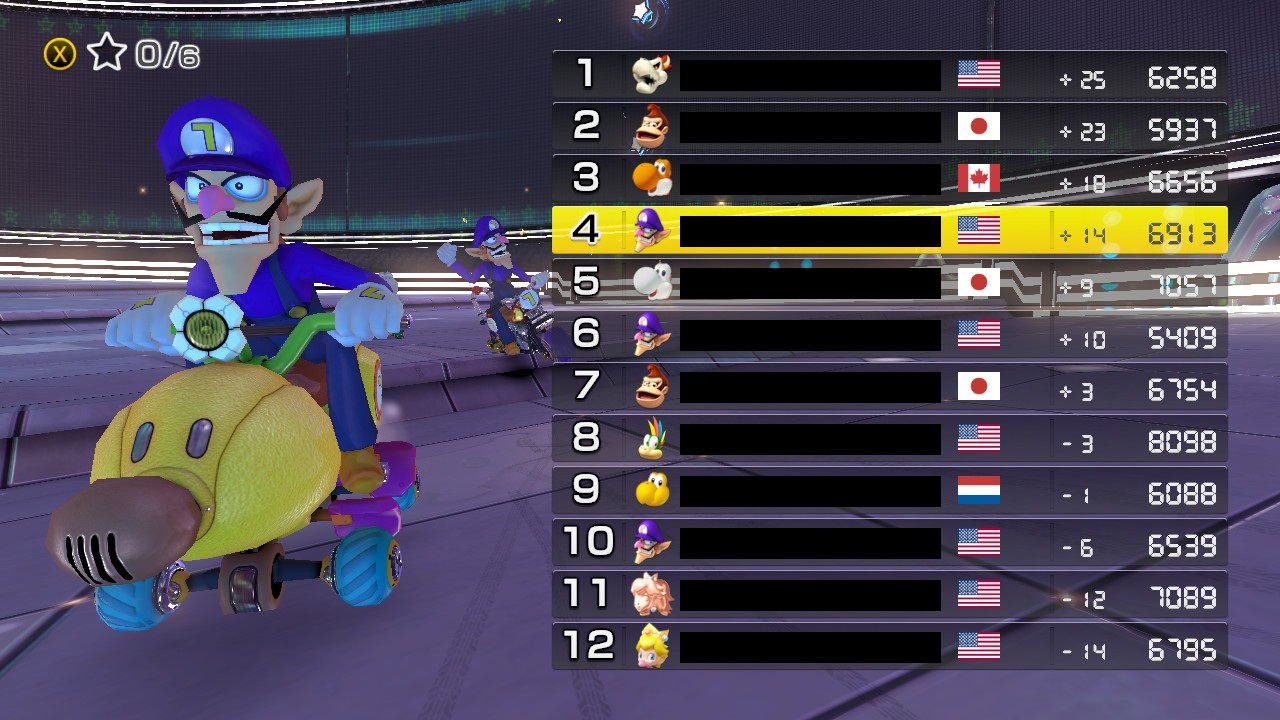 X 0/6
1 + 25 6258
2 + 23 5937
3 + 18 6656
4 + 14 6913
5 + 9 7057
6 + 10 5409
7 + 3 6754
8 - 3 8098
9 - 1 6088
10 - 6 6539
11 - 12 7089
12 - 14 6795